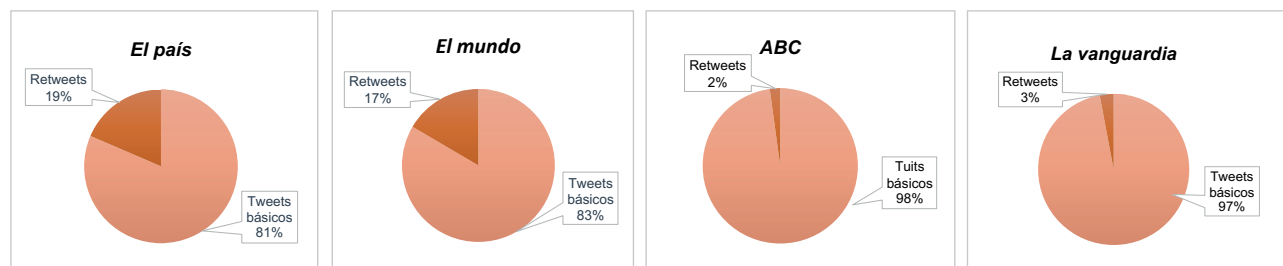 El país
Retweets
19%
Tweets
básicos
81%
El mundo
Retweets
17%
Tweets
básicos
83%
ABC
Retweets
2%
Tuits
básicos
98%
La vanguardia
Retweets
3%
Tweets
básicos
97%